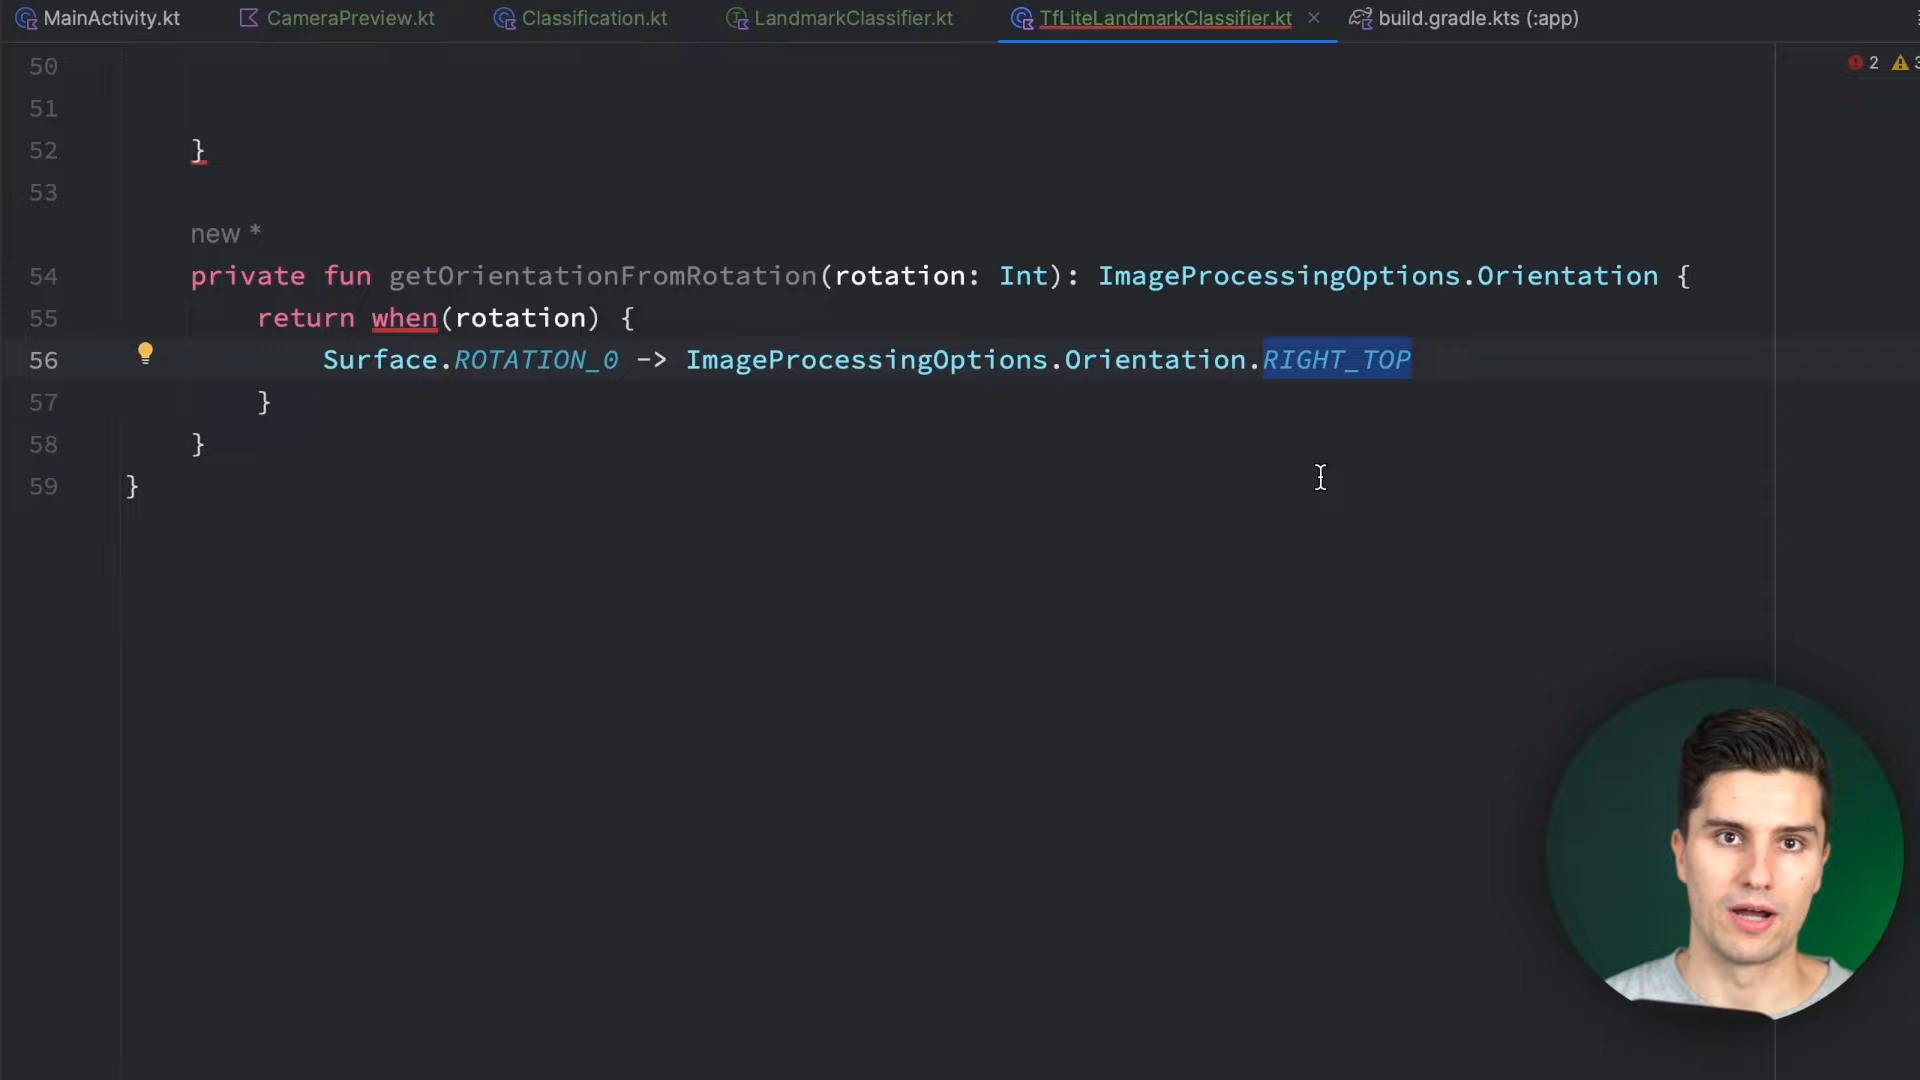 MainActivity.kt CameraPreview.kt Classification.kt LandmarkClassifier.kt TfLiteLandmarkClassifier.kt build.gradle.kts (:app)
2 3
50
51
52 }
53
new *
54 private fun getOrientationFromRotation(rotation: Int): ImageProcessingOptions.Orientation {
55 return when(rotation) {
56 Surface.ROTATION_0 -> ImageProcessingOptions.Orientation.RIGHT_TOP
57 }
58 }
59 }